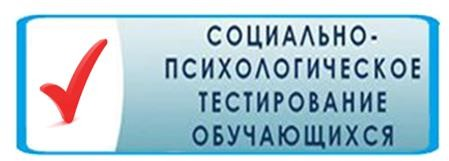 СОЦИАЛЬНО-
ПСИХОЛОГИЧЕСКОЕ
ТЕСТИРОВАНИЕ
ОБУЧАЮЩИХСЯ